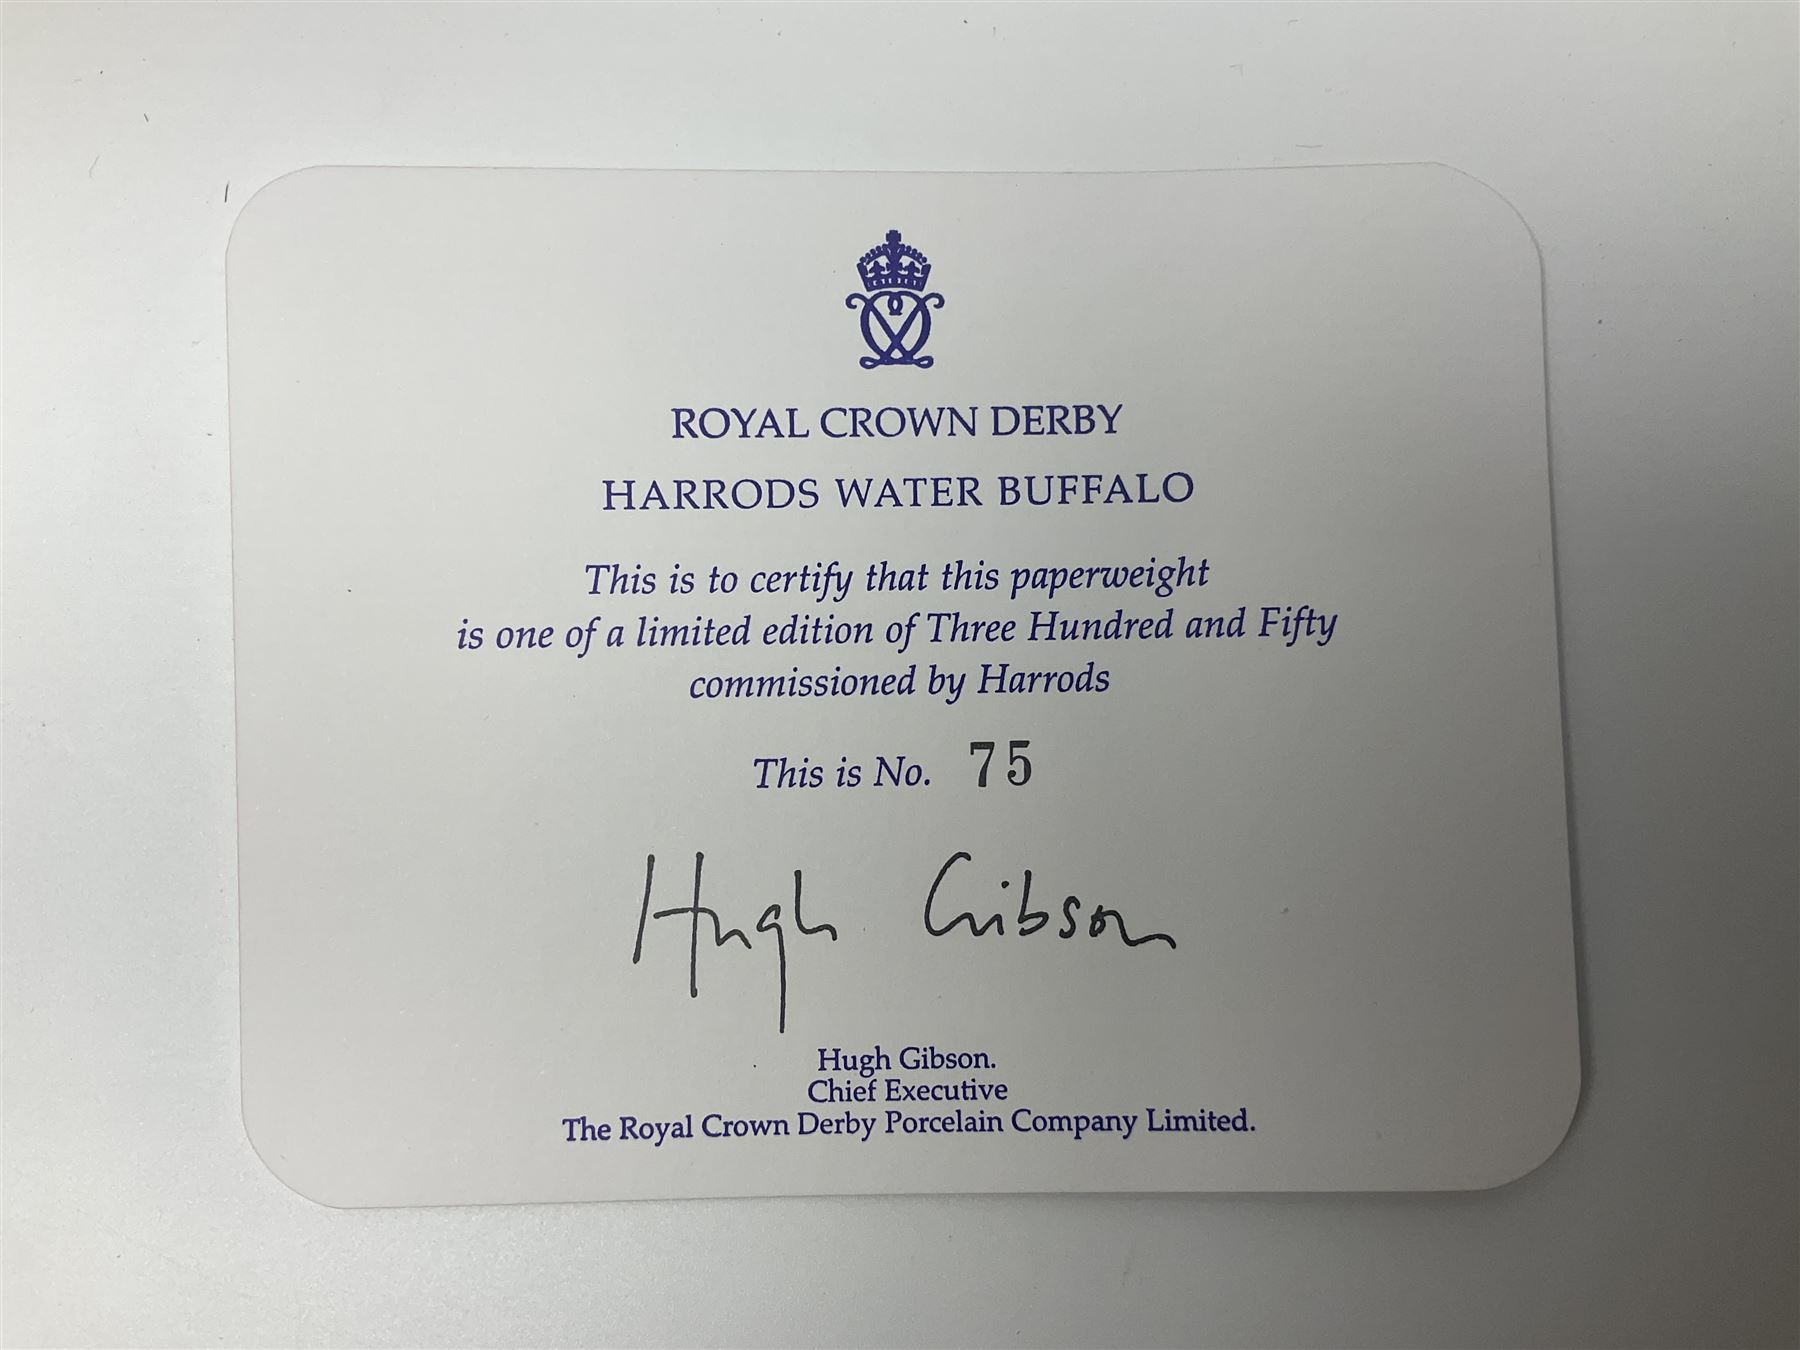 ROYAL CROWN DERBY
HARRODS WATER BUFFALO
This is to certify that this paperweight
is one of a limited edition of Three Hundred and Fifty
commissioned by Harrods
This is No. 75
Hugh Gibson
Hugh Gibson.
Chief Executive
The Royal Crown Derby Porcelain Company Limited.